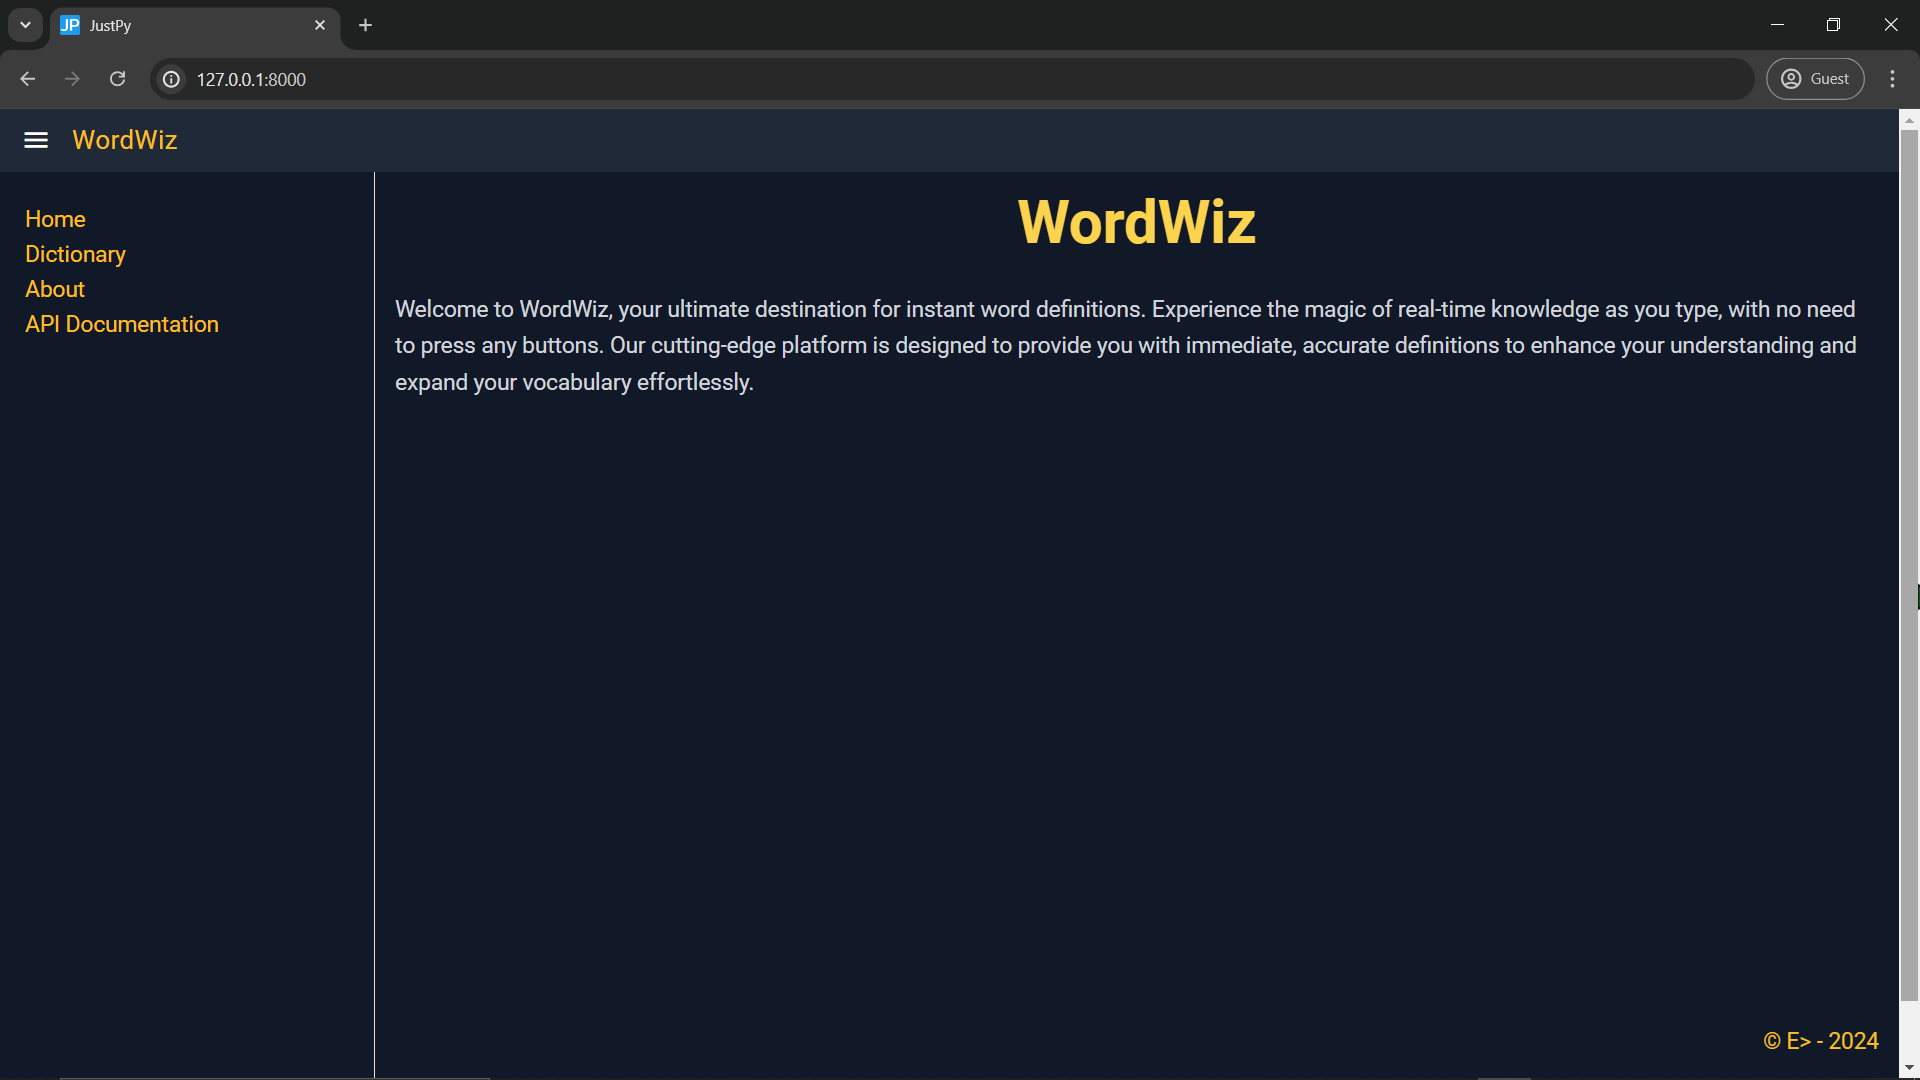 JP JustPy
127.0.0.1:8000
Guest
WordWiz
Home
Dictionary
About
API Documentation
WordWiz
Welcome to WordWiz, your ultimate destination for instant word definitions. Experience the magic of real-time knowledge as you type, with no need
to press any buttons. Our cutting-edge platform is designed to provide you with immediate, accurate definitions to enhance your understanding and
expand your vocabulary effortlessly.
© E> - 2024